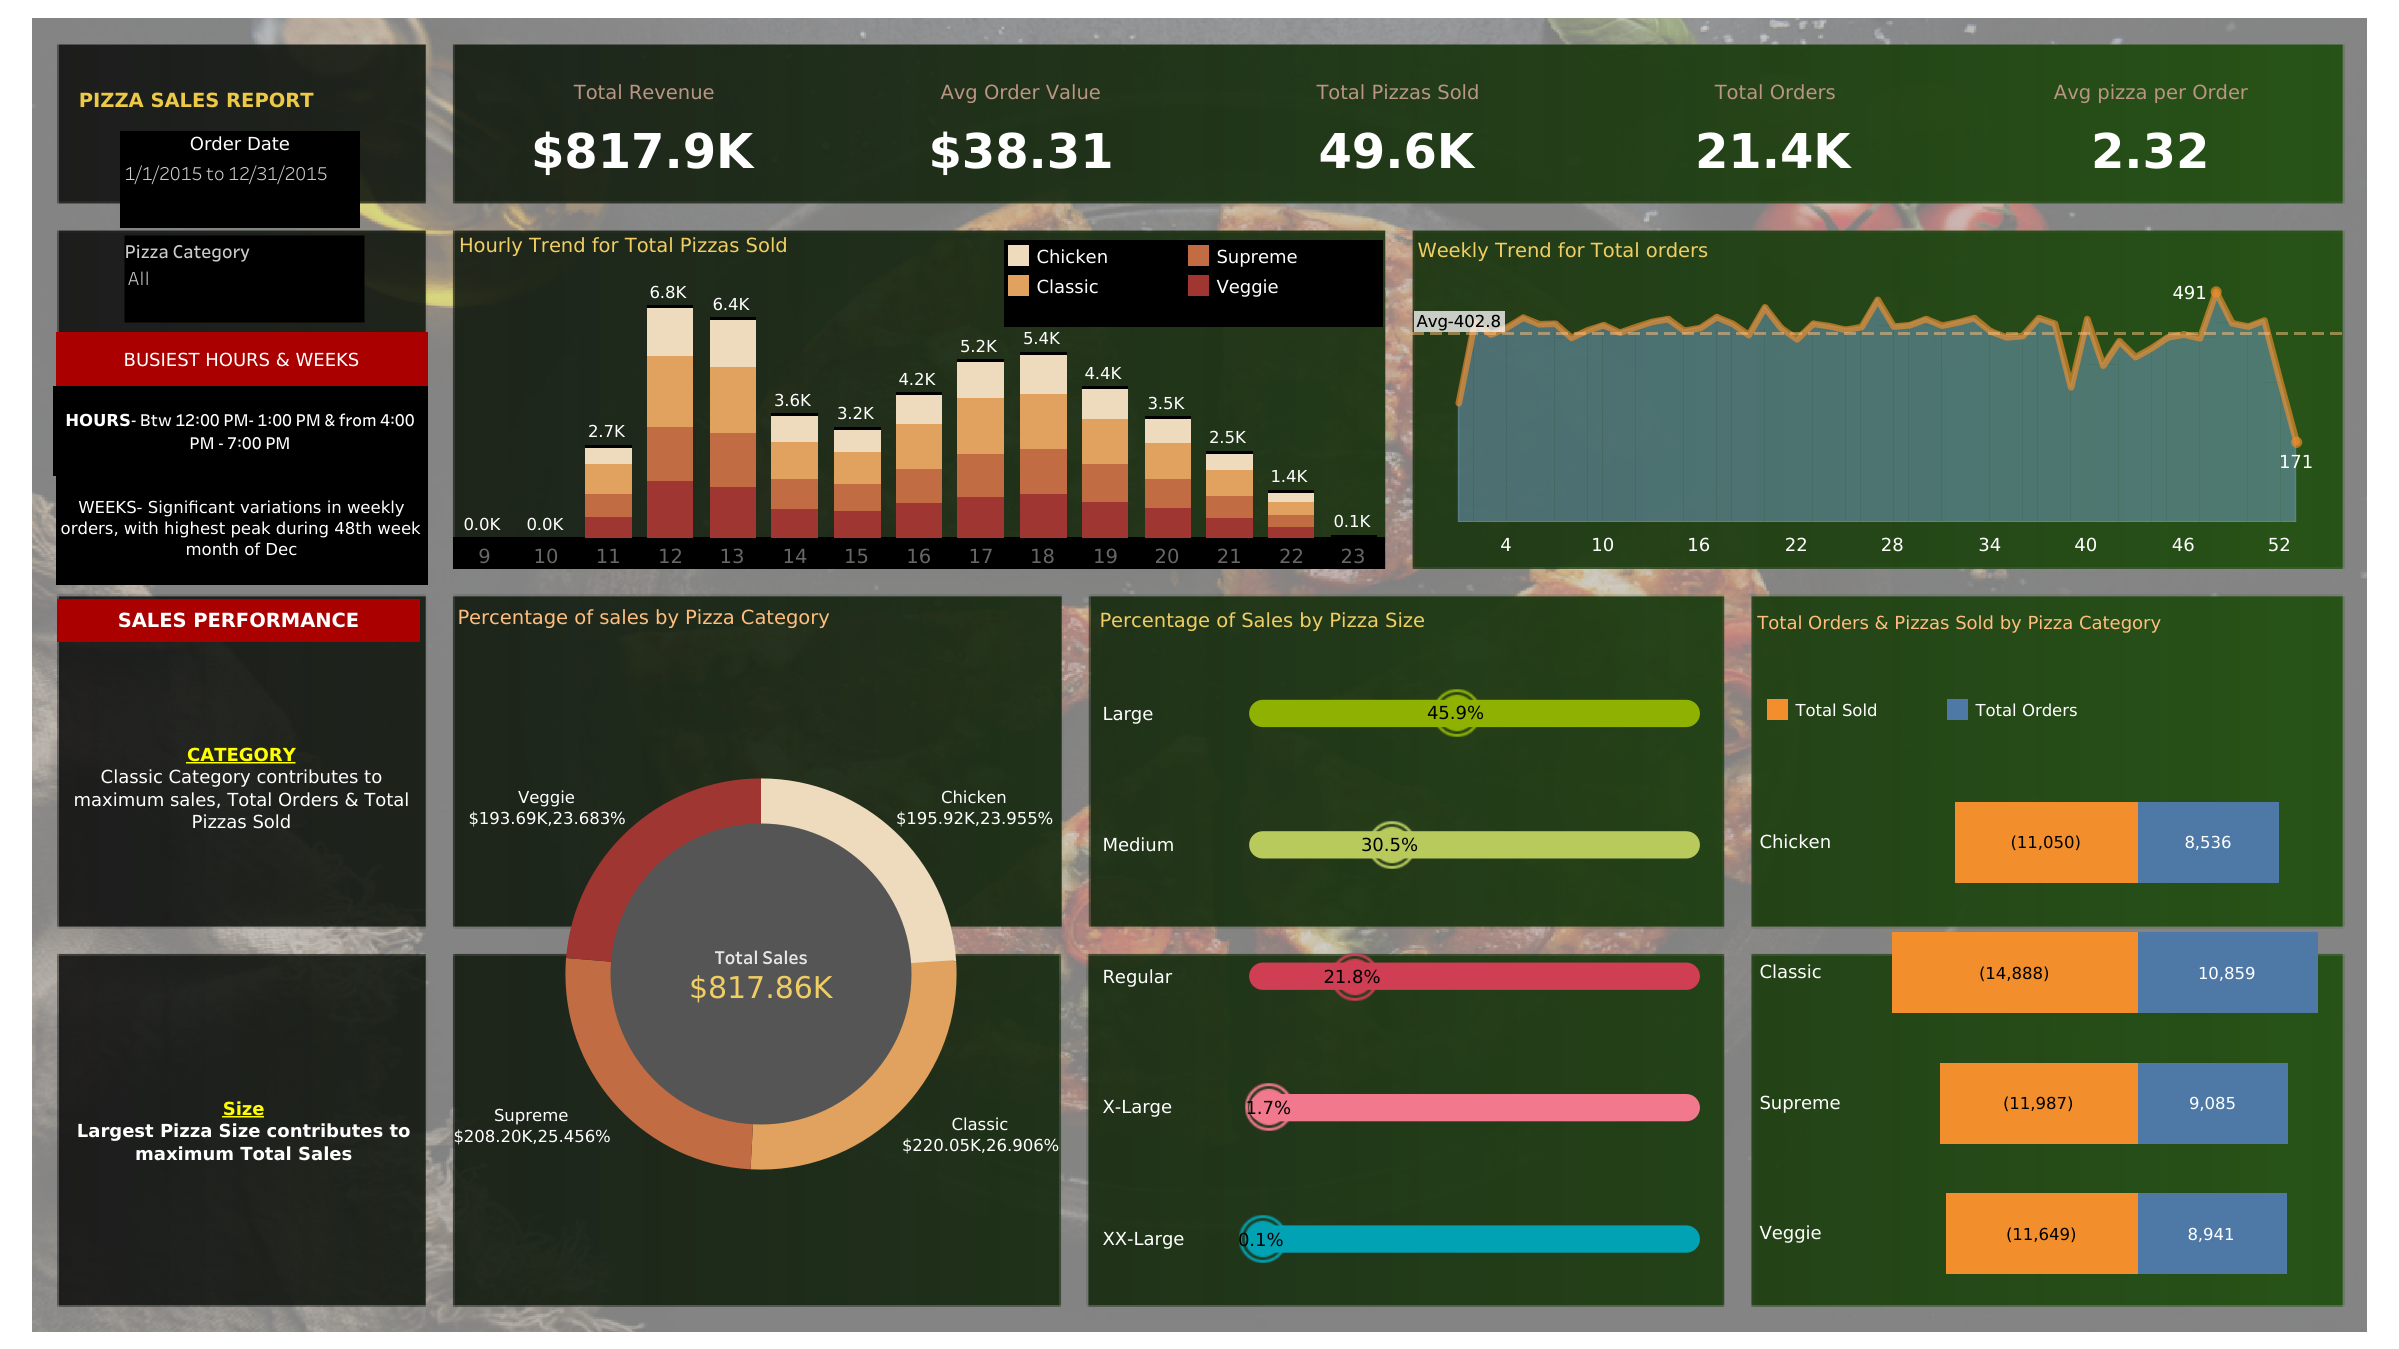 PIZZA SALES REPORT
Order Date
1/1/2015 to 12/31/2015
Total Revenue
$817.9K
Avg Order Value
$38.31
Total Pizzas Sold
49.6K
Total Orders
21.4K
Avg pizza per Order
2.32
Pizza Category
All
BUSIEST HOURS & WEEKS
HOURS- Btw 12:00 PM- 1:00 PM & from 4:00
PM - 7:00 PM
WEEKS- Significant variations in weekly
orders, with highest peak during 48th week
month of Dec
Hourly Trend for Total Pizzas Sold
Chicken
Supreme
Classic
Veggie
0.0K
0.0K
2.7K
6.8K
6.4K
3.6K
3.2K
4.2K
5.2K
5.4K
4.4K
3.5K
2.5K
1.4K
0.1K
9 10 11 12 13 14 15 16 17 18 19 20 21 22 23
Weekly Trend for Total orders
Avg-402.8
491
171
4 10 16 22 28 34 40 46 52
SALES PERFORMANCE
CATEGORY
Classic Category contributes to
maximum sales, Total Orders & Total
Pizzas Sold
Size
Largest Pizza Size contributes to
maximum Total Sales
Percentage of sales by Pizza Category
Veggie
$193.69K,23.683%
Chicken
$195.92K,23.955%
Total Sales
$817.86K
Supreme
$208.20K,25.456%
Classic
$220.05K,26.906%
Percentage of Sales by Pizza Size
Large 45.9%
Medium 30.5%
Regular 21.8%
X-Large 1.7%
XX-Large 0.1%
Total Orders & Pizzas Sold by Pizza Category
Total Sold
Total Orders
Chicken (11,050) 8,536
Classic (14,888) 10,859
Supreme (11,987) 9,085
Veggie (11,649) 8,941